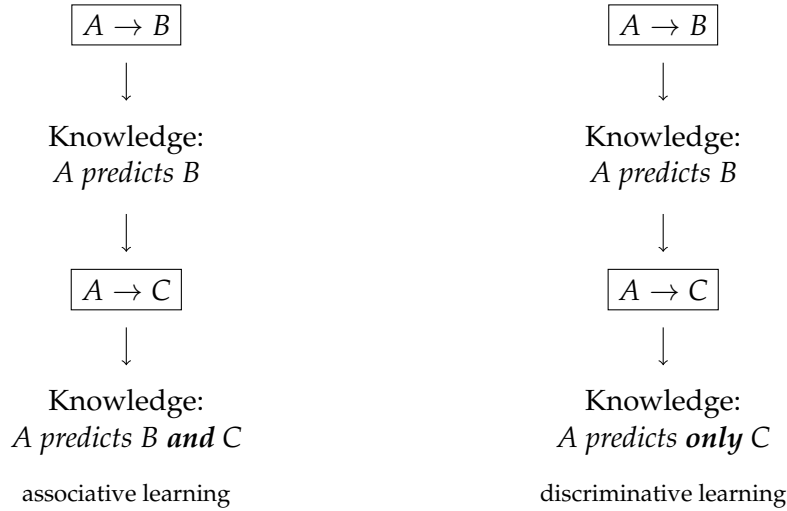 A → B
Knowledge:
A predicts B
A → C
Knowledge:
A predicts B and C
associative learning
A → B
Knowledge:
A predicts B
A → C
Knowledge:
A predicts only C
discriminative learning